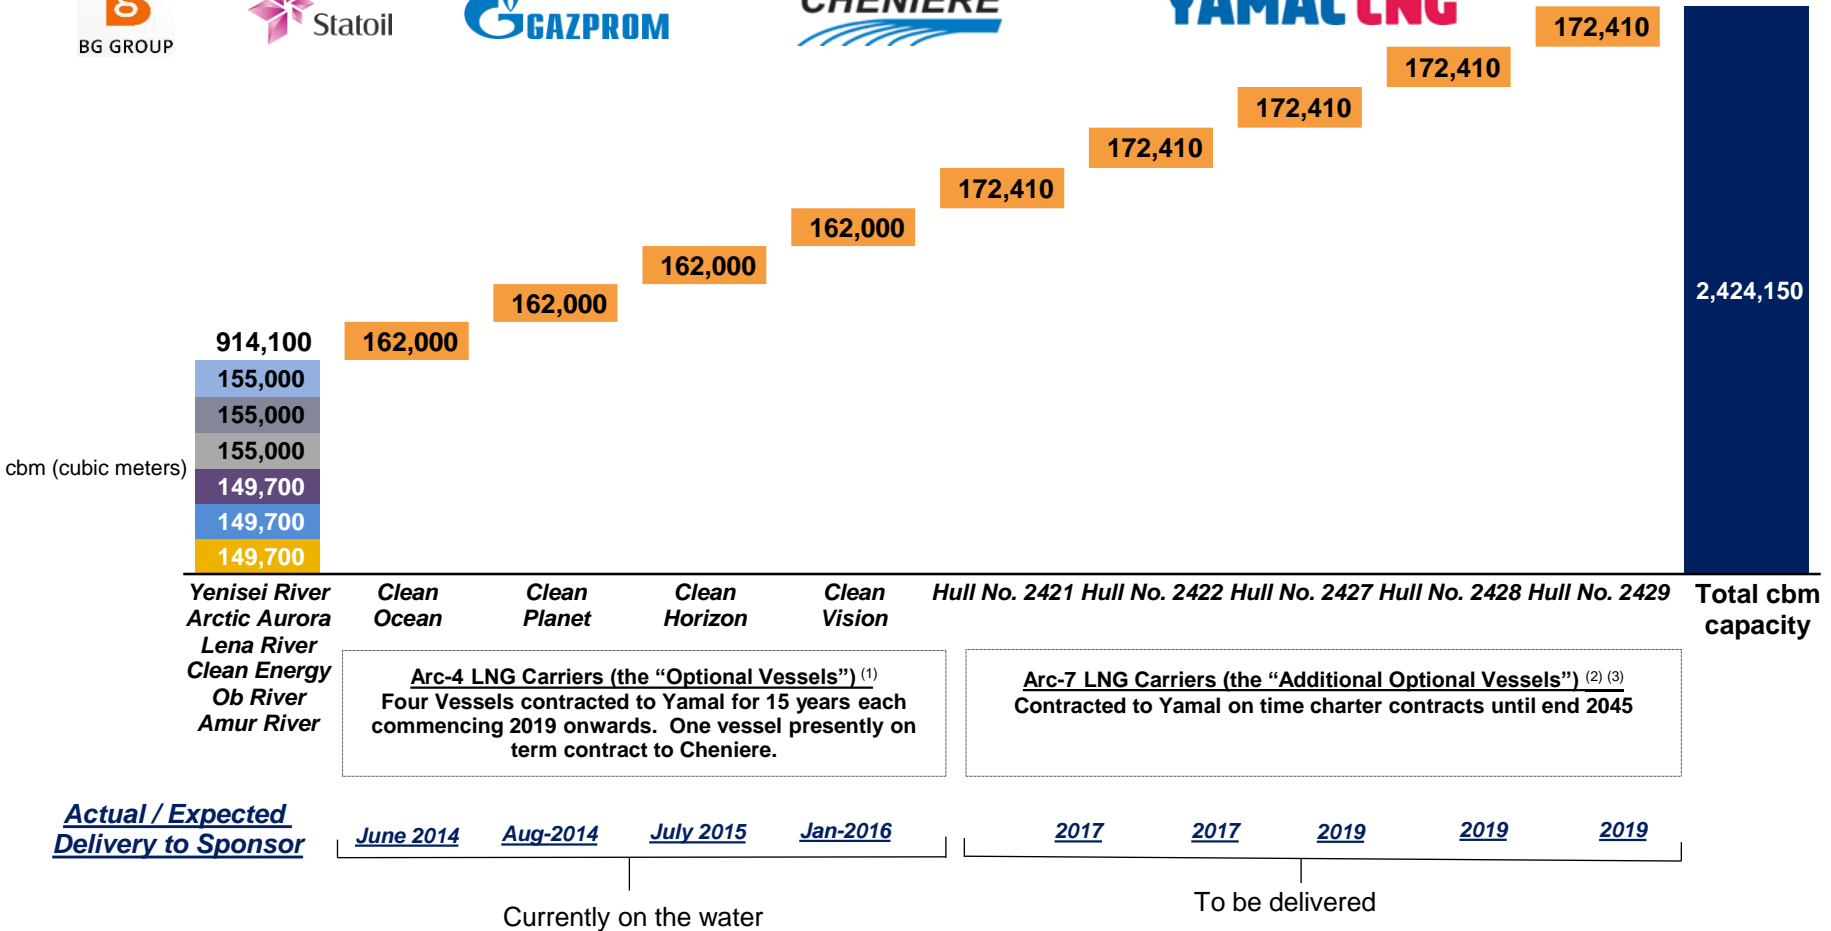 BG GROUP
Statoil
GAZPROM
CHENIERE
YAMAL LNG
172,410
172,410
172,410
172,410
172,410
162,000
162,000
162,000
162,000
914,100
155,000
155,000
155,000
149,700
149,700
149,700
2,424,150
cbm (cubic meters)
Yenisei River
Arctic Aurora
Lena River
Clean Energy
Ob River
Amur River
Clean
Ocean
Clean
Planet
Clean
Horizon
Clean
Vision
Hull No. 2421 Hull No. 2422 Hull No. 2427 Hull No. 2428 Hull No. 2429
Total cbm
capacity
Arc-4 LNG Carriers (the “Optional Vessels”) (1)
Four Vessels contracted to Yamal for 15 years each
commencing 2019 onwards. One vessel presently on
term contract to Cheniere.
Arc-7 LNG Carriers (the “Additional Optional Vessels”) (2) (3)
Contracted to Yamal on time charter contracts until end 2045
Actual / Expected
Delivery to Sponsor
June 2014
Aug-2014
July 2015
Jan-2016
2017
2017
2019
2019
2019
Currently on the water
To be delivered